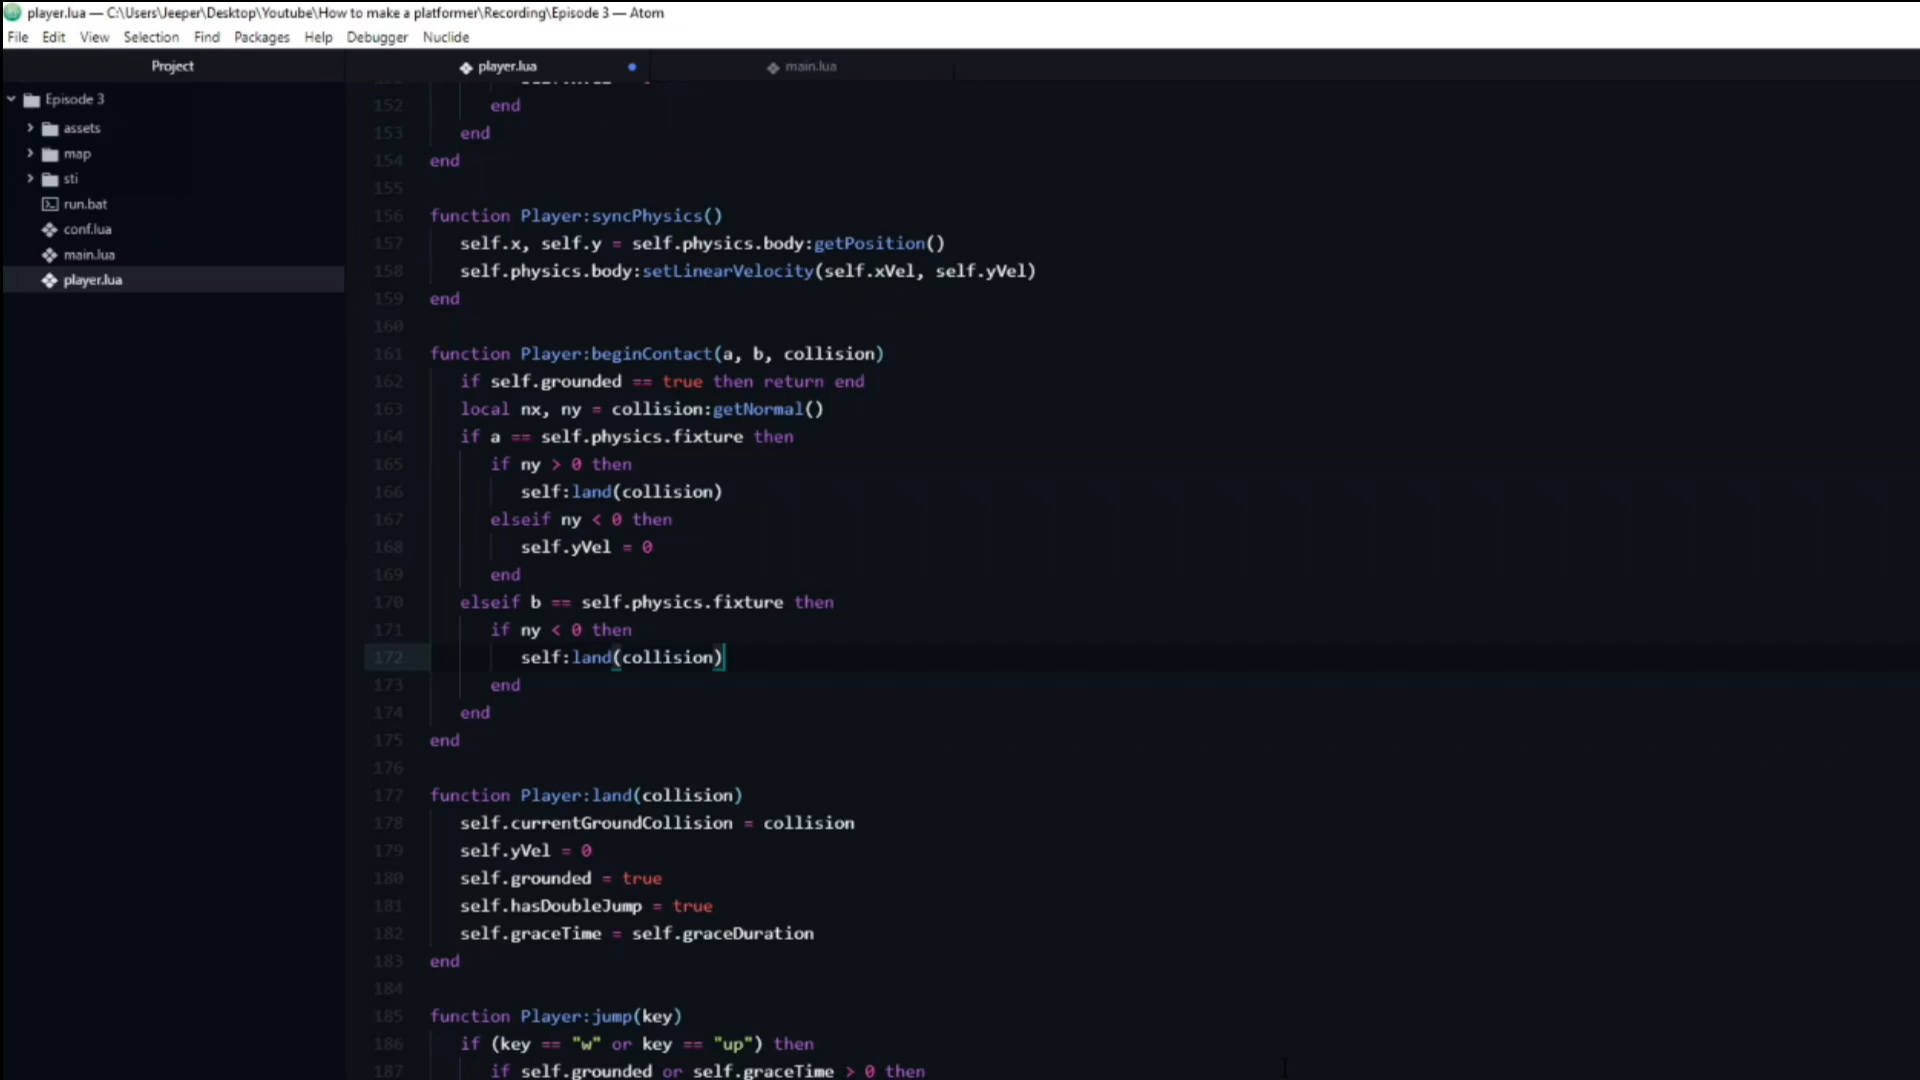 player.lua — C:\Users\Jeeper\Desktop\Youtube\How to make a platformer\Recording\Episode 3 — Atom
File Edit View Selection Find Packages Help Debugger Nuclide
Project
player.lua
main.lua
Episode 3
assets
map
sti
run.bat
conf.lua
main.lua
player.lua
152 end
153 end
154 end
155
156 function Player:syncPhysics()
157 self.x, self.y = self.physics.body:getPosition()
158 self.physics.body:setLinearVelocity(self.xVel, self.yVel)
159 end
160
161 function Player:beginContact(a, b, collision)
162 if self.grounded == true then return end
163 local nx, ny = collision:getNormal()
164 if a == self.physics.fixture then
165 if ny > 0 then
166 self:land(collision)
167 elseif ny < 0 then
168 self.yVel = 0
169 end
170 elseif b == self.physics.fixture then
171 if ny < 0 then
172 self:land(collision)
173 end
174 end
175 end
176
177 function Player:land(collision)
178 self.currentGroundCollision = collision
179 self.yVel = 0
180 self.grounded = true
181 self.hasDoubleJump = true
182 self.graceTime = self.graceDuration
183 end
184
185 function Player:jump(key)
186 if (key == "w" or key == "up") then
187 if self.grounded or self.graceTime > 0 then